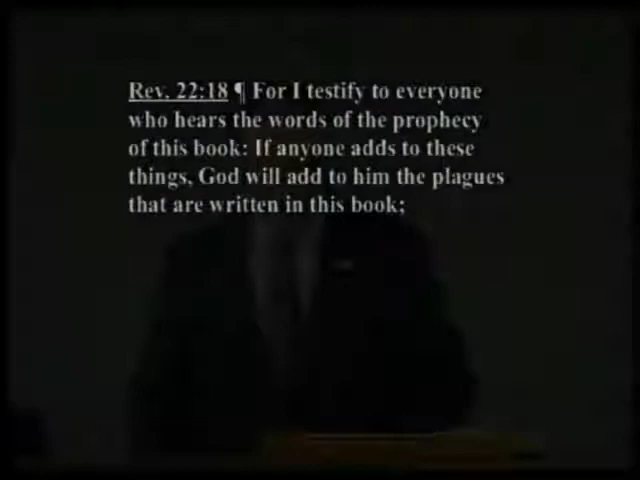 Rev. 22:18 ¶ For I testify to everyone
who hears the words of the prophecy
of this book: If anyone adds to these
things, God will add to him the plagues
that are written in this book;